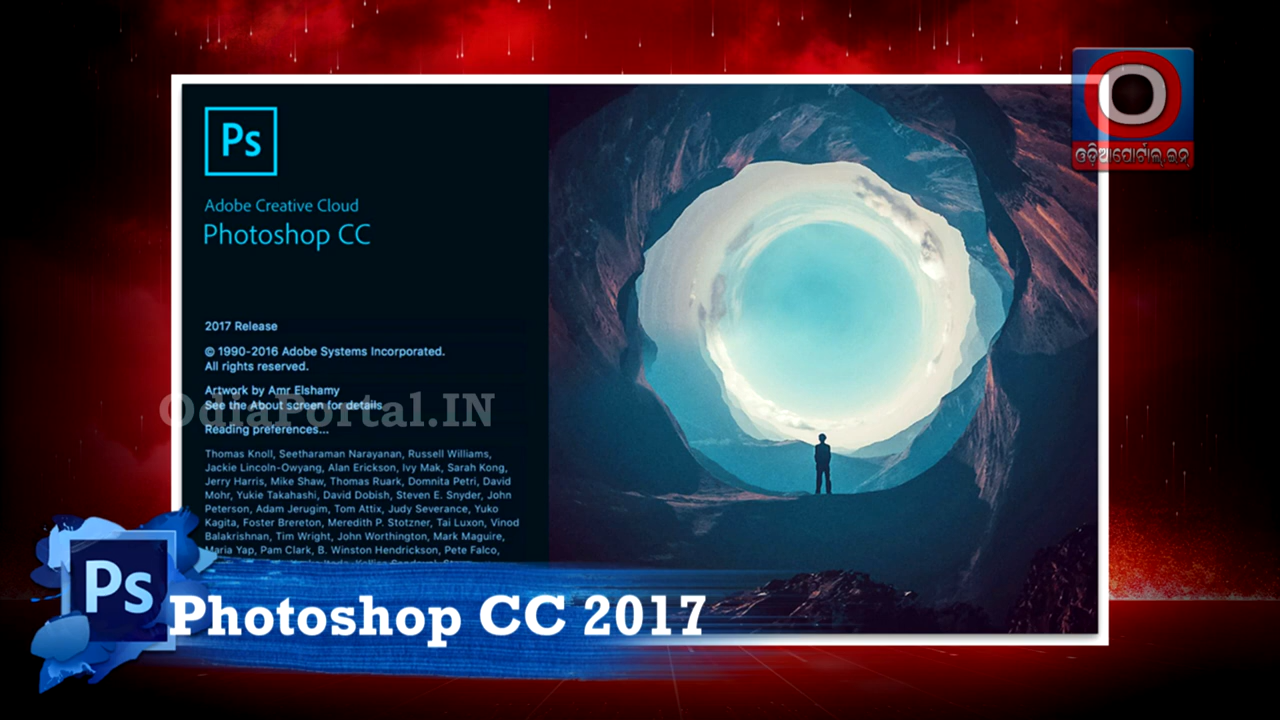 Ps
Adobe Creative Cloud
Photoshop CC
2017 Release
© 1990-2016 Adobe Systems Incorporated.
All rights reserved.
Artwork by Amr Elshamy
See the About screen for details.
Reading preferences...
Thomas Knoll, Seetharaman Narayanan, Russell Williams,
Jackie Lincoln-Owyang, Alan Erickson, Ivy Mak, Sarah Kong,
Jerry Harris, Mike Shaw, Thomas Ruark, Domnita Petri, David
Mohr, Yukie Takahashi, David Dobish, Steven E. Snyder, John
Peterson, Adam Jerugim, Tom Attix, Judy Severance, Yuko
Kagita, Foster Brereton, Meredith P. Stotzner, Tai Luxon, Vinod
Balakrishnan, Tim Wright, John Worthington, Mark Maguire,
Maria Yap, Pam Clark, B. Winston Hendrickson, Pete Falco,
OdiaPortal.IN
ଓଡ଼ିଆପୋର୍ଟାଲ୍.ଇନ୍
Ps
Photoshop CC 2017